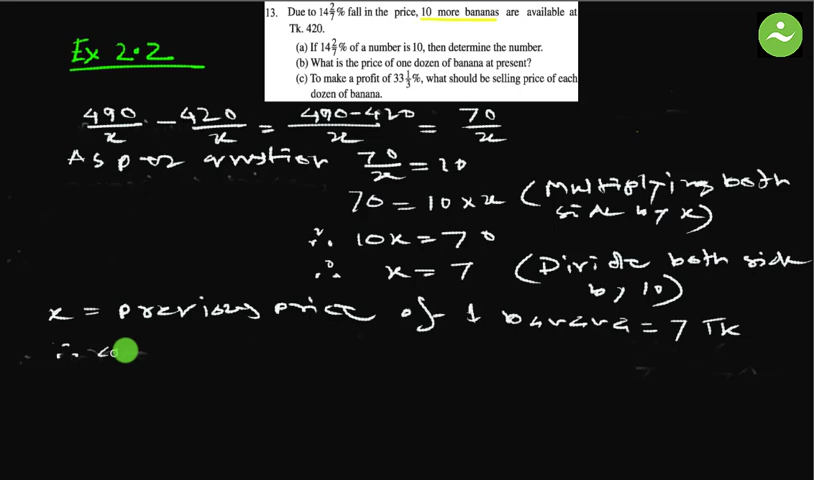 13. Due to 14 2/7% fall in the price, 10 more bananas are available at
Tk. 420.
(a) If 14 2/7% of a number is 10, then determine the number.
(b) What is the price of one dozen of banana at present?
(c) To make a profit of 33 1/3%, what should be selling price of each
dozen of banana.
Ex 2.2
490/x - 420/x = 490-420/x = 70/x
As per question 70/x = 10
70 = 10 × x (Multiplying both
side by x)
∴ 10x = 70
∴ x = 7 (Divide both side
by 10)
x = previous price of 1 banana = 7 Tk
∴